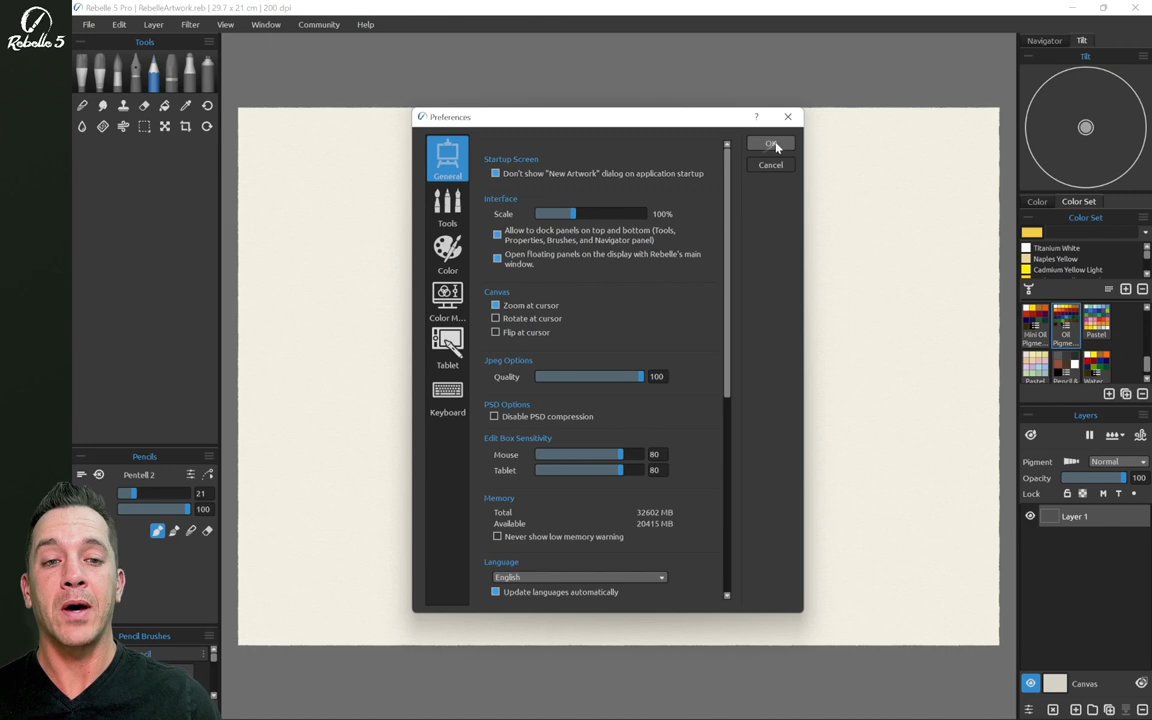 Rebelle 5 Pro | RebelleArtwork.reb | 29.7 x 21 cm | 200 dpi
Rebelle 5
File Edit Layer Filter View Window Community Help
Tools
Pencils
Pentell 2
21
100
Pencil Brushes
Preferences
?
General
Tools
Color
Color M...
Tablet
Keyboard
Startup Screen
Don't show "New Artwork" dialog on application startup
Interface
Scale 100%
Allow to dock panels on top and bottom (Tools,
Properties, Brushes, and Navigator panel)
Open floating panels on the display with Rebelle's main
window.
Canvas
Zoom at cursor
Rotate at cursor
Flip at cursor
Jpeg Options
Quality 100
PSD Options
Disable PSD compression
Edit Box Sensitivity
Mouse 80
Tablet 80
Memory
Total 32602 MB
Available 20415 MB
Never show low memory warning
Language
English
Update languages automatically
OK
Cancel
Navigator Tilt
Tilt
Color Color Set
Color Set
Titanium White
Naples Yellow
Cadmium Yellow Light
Mini Oil
Pigme...
Oil
Pigme...
Pastel
Pastel
Pencil &
Water
Layers
Pigment Normal
Opacity 100
Lock M T
Layer 1
Canvas